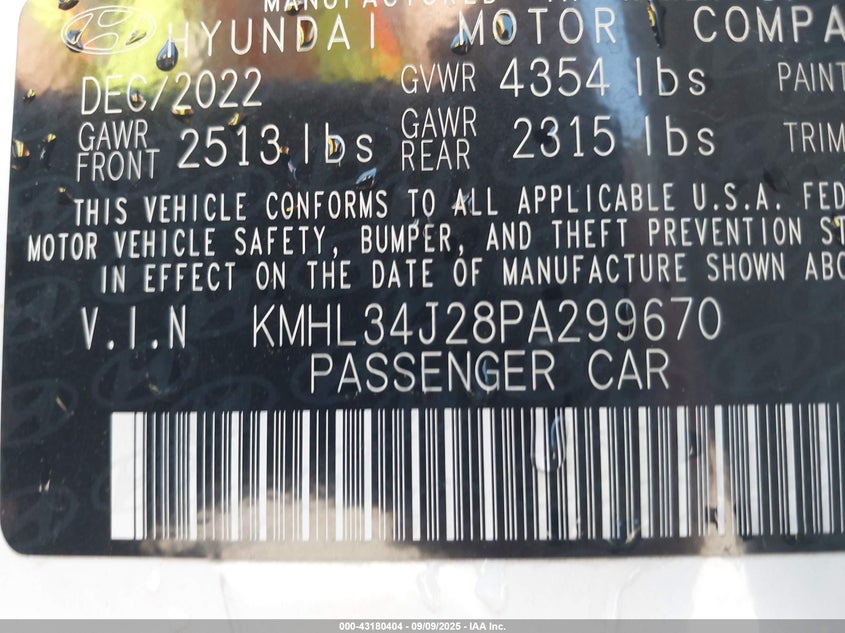 MANUFACTURED
HYUNDAI MOTOR COMPA
DEC/2022 GVWR 4354 lbs PAINT
GAWR FRONT 2513 lbs GAWR REAR 2315 lbs TRIM
THIS VEHICLE CONFORMS TO ALL APPLICABLE U.S.A. FED
MOTOR VEHICLE SAFETY, BUMPER, AND THEFT PREVENTION ST
IN EFFECT ON THE DATE OF MANUFACTURE SHOWN ABO
V.I.N KMHL34J28PA299670
PASSENGER CAR
000-43180404 - 09/09/2025 - IAA Inc.